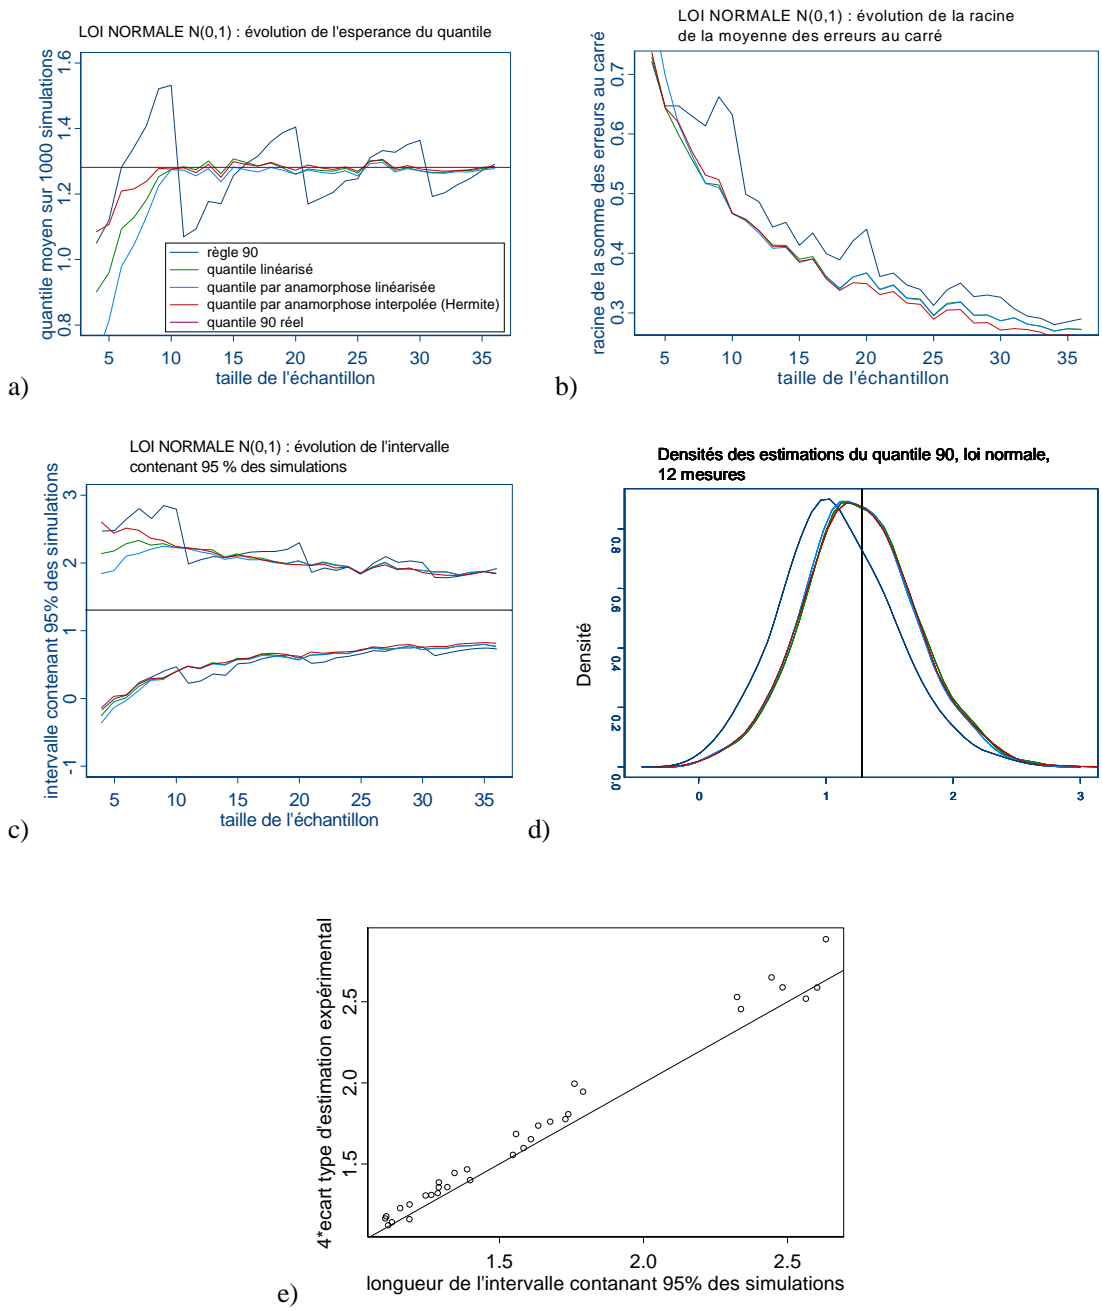 LOI NORMALE N(0,1) : évolution de l'esperance du quantile
quantile moyen sur 1000 simulations
1.6
1.4
1.2
1.0
0.8
règle 90
quantile linéarisé
quantile par anamorphose linéarisée
quantile par anamorphose interpolée (Hermite)
quantile 90 réel
5 10 15 20 25 30 35
taille de l'échantillon
a)
LOI NORMALE N(0,1) : évolution de la racine
de la moyenne des erreurs au carré
racine de la somme des erreurs au carré
0.7
0.6
0.5
0.4
0.3
5 10 15 20 25 30 35
taille de l'échantillon
b)
LOI NORMALE N(0,1) : évolution de l'intervalle
contenant 95 % des simulations
intervalle contenant 95% des simulations
3
2
1
0
-1
5 10 15 20 25 30 35
taille de l'échantillon
c)
Densités des estimations du quantile 90, loi normale,
12 mesures
Densité
0.8
0.6
0.4
0.2
0.0
0 1 2 3
d)
4*ecart type d'estimation expérimental
2.5
2.0
1.5
1.5 2.0 2.5
longueur de l'intervalle contanant 95% des simulations
e)